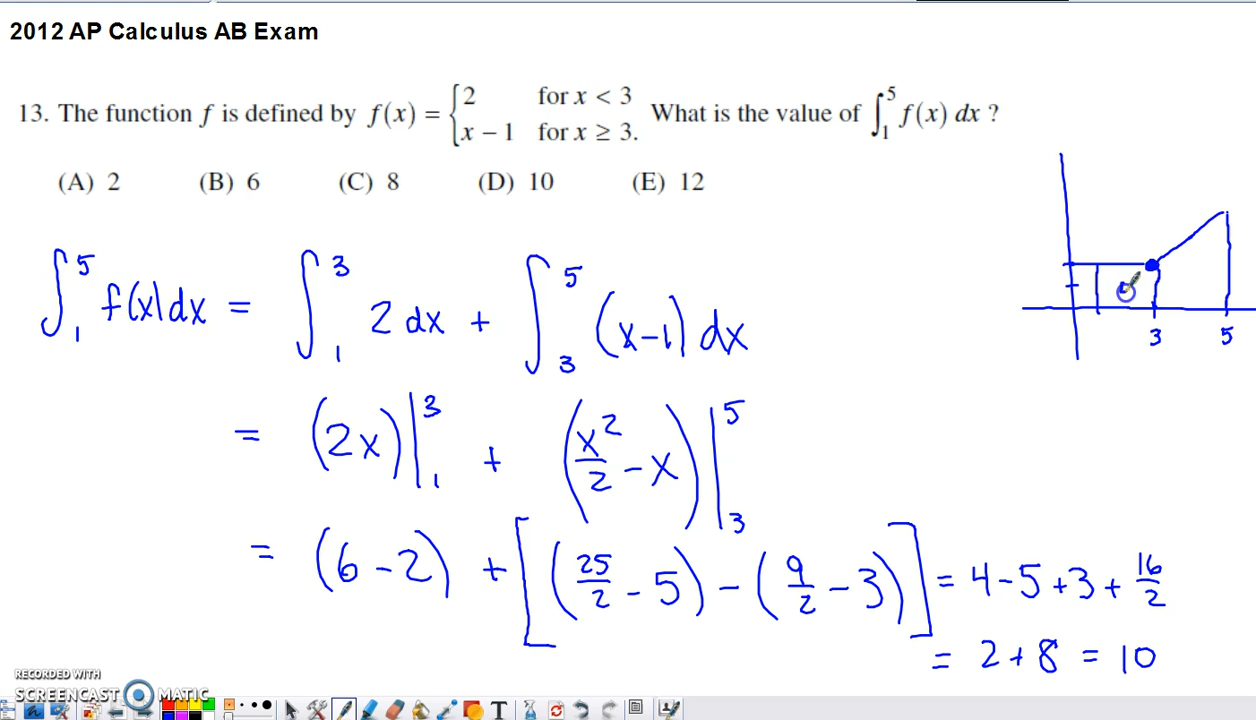 2012 AP Calculus AB Exam
13. The function f is defined by f(x) = {2 for x < 3
x − 1 for x ≥ 3. What is the value of ∫₁⁵ f(x) dx ?
(A) 2 (B) 6 (C) 8 (D) 10 (E) 12
3 5
∫₁⁵ f(x)dx = ∫₁³ 2 dx + ∫₃⁵ (x-1) dx
= (2x)|₁³ + (x²/2 - x)|₃⁵
= (6-2) + [(25/2 - 5) - (9/2 - 3)] = 4-5+3+16/2
= 2+8 = 10
RECORDED WITH
SCREENCAST MATIC
T